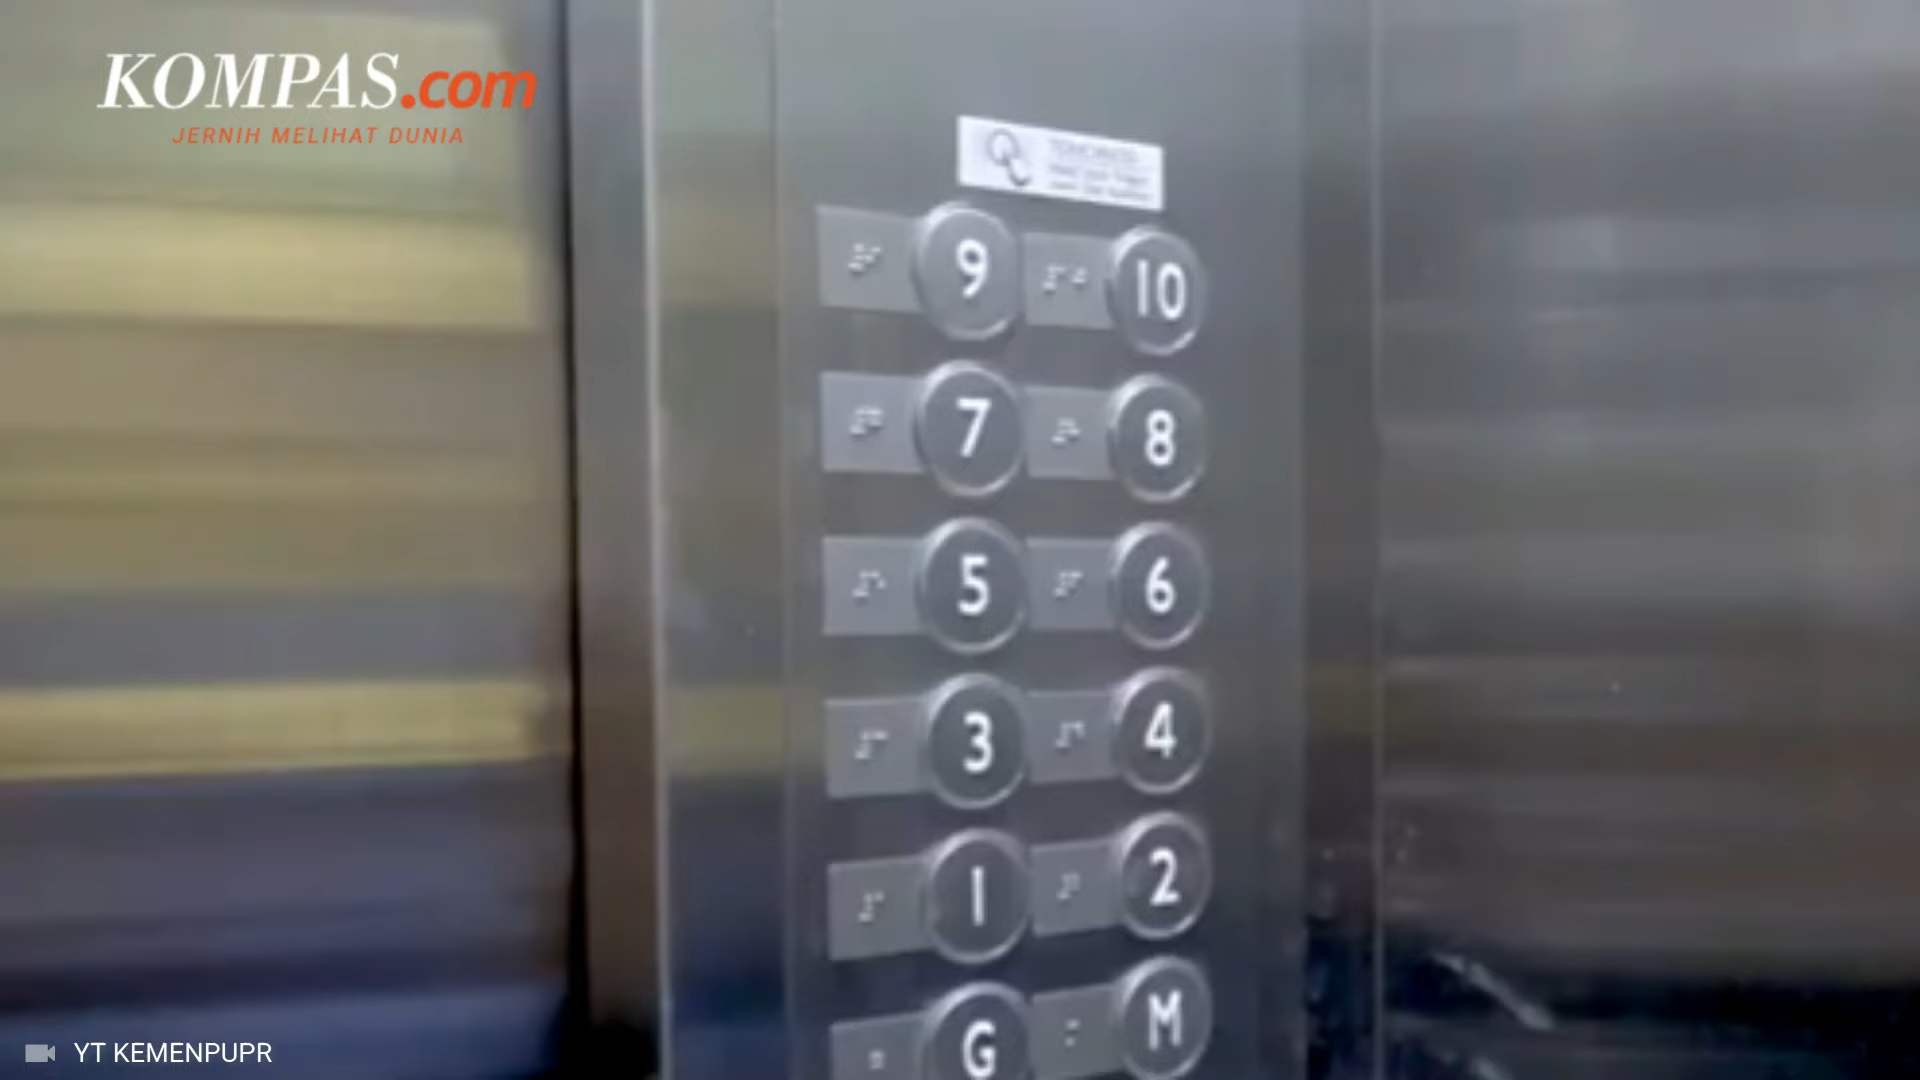 KOMPAS.com
JERNIH MELIHAT DUNIA
9 10
7 8
5 6
3 4
1 2
G M
YT KEMENPUPR